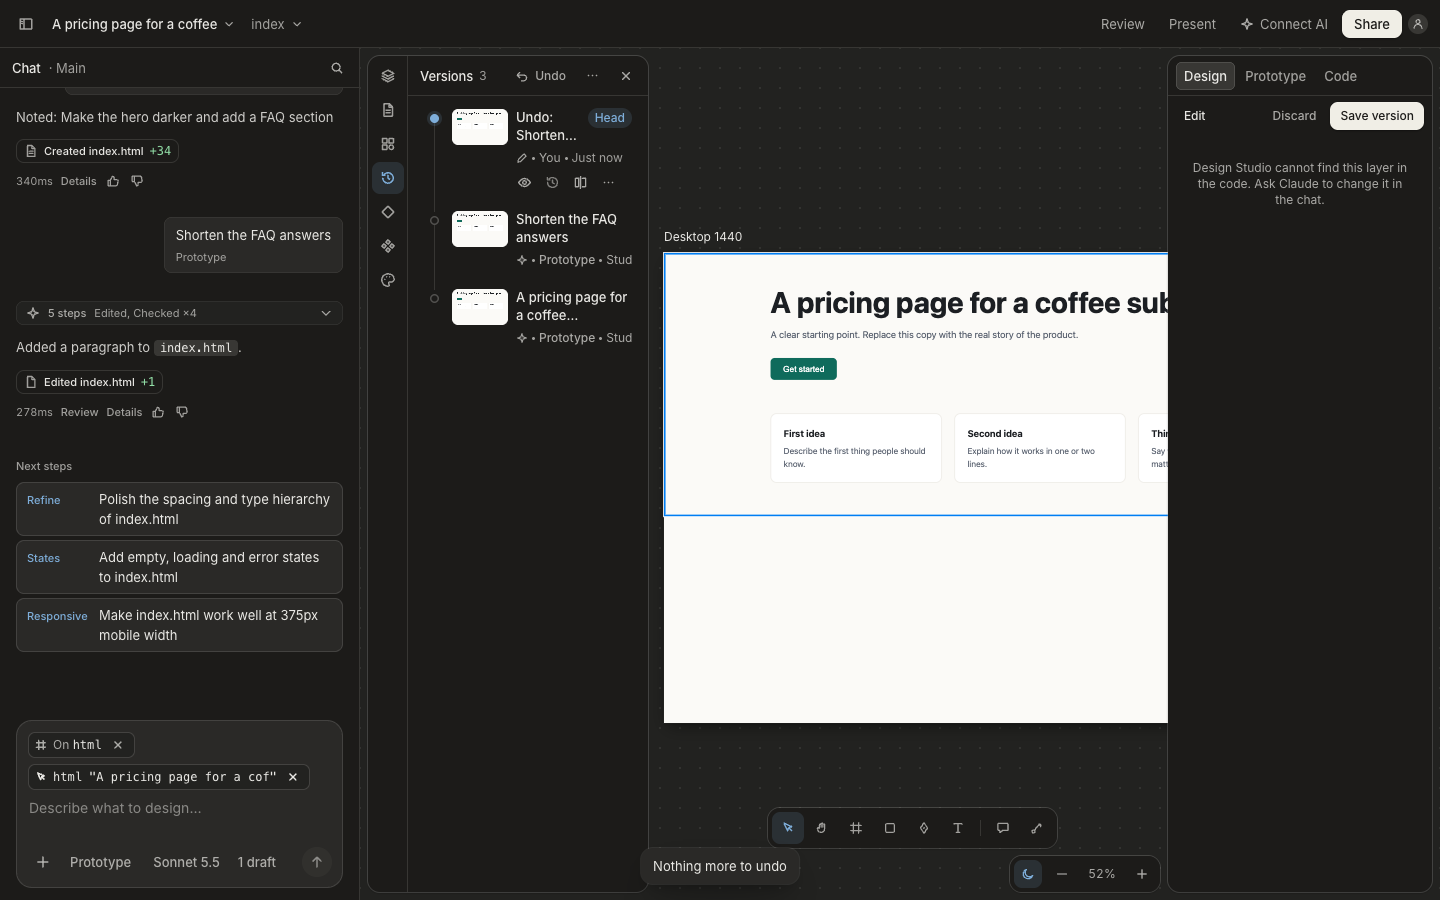 A pricing page for a coffee
index
Review
Present
Connect AI
Share
Chat · Main
Noted: Make the hero darker and add a FAQ section
Created index.html +34
340ms Details
Shorten the FAQ answers
Prototype
5 steps Edited, Checked ×4
Added a paragraph to index.html.
Edited index.html +1
278ms Review Details
Next steps
Refine
Polish the spacing and type hierarchy
of index.html
States
Add empty, loading and error states
to index.html
Responsive
Make index.html work well at 375px
mobile width
On html
html "A pricing page for a cof"
Describe what to design...
Prototype
Sonnet 5.5
1 draft
Versions 3
Undo
Undo:
Shorten...
Head
• You • Just now
Shorten the FAQ
answers
• Prototype • Stud
A pricing page for
a coffee...
• Prototype • Stud
Desktop 1440
A pricing page for a coffee sub
A clear starting point. Replace this copy with the real story of the product.
Get started
First idea
Describe the first thing people should
know.
Second idea
Explain how it works in one or two
lines.
Thir
Say
matt
Nothing more to undo
52%
Design
Prototype
Code
Edit
Discard
Save version
Design Studio cannot find this layer in
the code. Ask Claude to change it in
the chat.